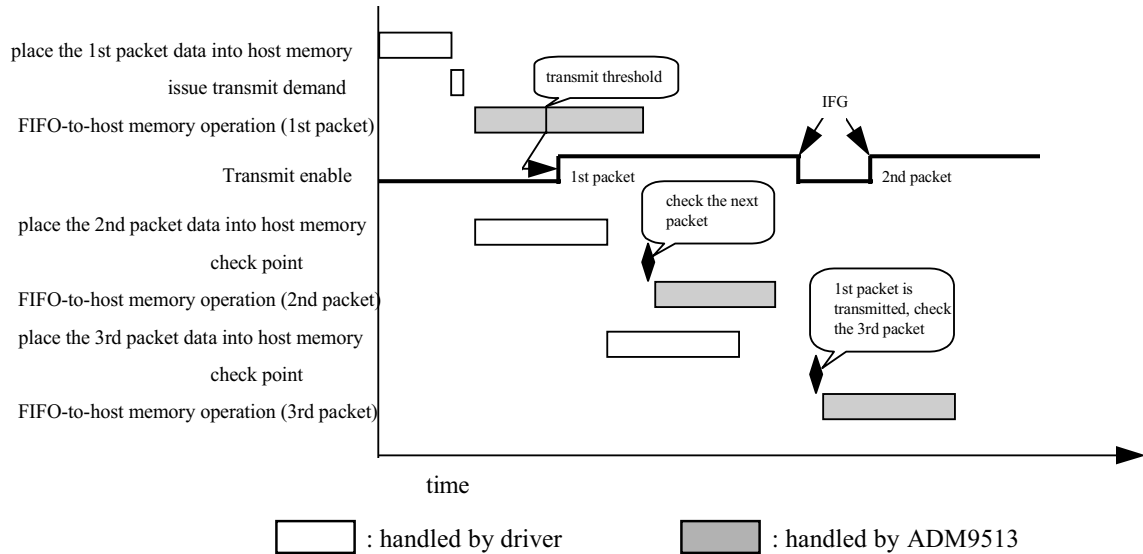 place the 1st packet data into host memory
issue transmit demand
transmit threshold
FIFO-to-host memory operation (1st packet)
IFG
Transmit enable
1st packet
2nd packet
check the next
packet
place the 2nd packet data into host memory
check point
FIFO-to-host memory operation (2nd packet)
1st packet is
transmitted, check
the 3rd packet
place the 3rd packet data into host memory
check point
FIFO-to-host memory operation (3rd packet)
time
: handled by driver
: handled by ADM9513